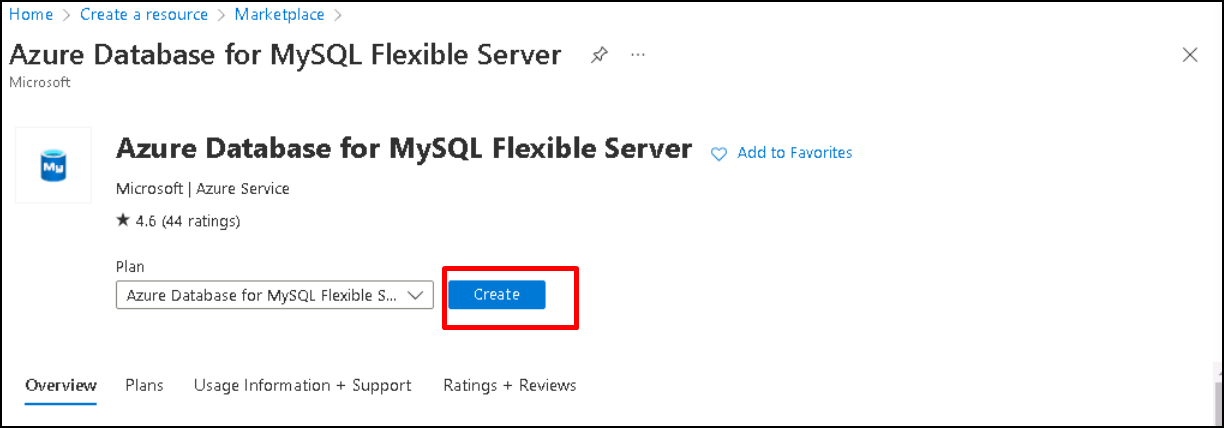 Home > Create a resource > Marketplace >
Azure Database for MySQL Flexible Server ...
Microsoft
My
Azure Database for MySQL Flexible Server Add to Favorites
Microsoft | Azure Service
★ 4.6 (44 ratings)
Plan
Azure Database for MySQL Flexible S... Create
Overview Plans Usage Information + Support Ratings + Reviews